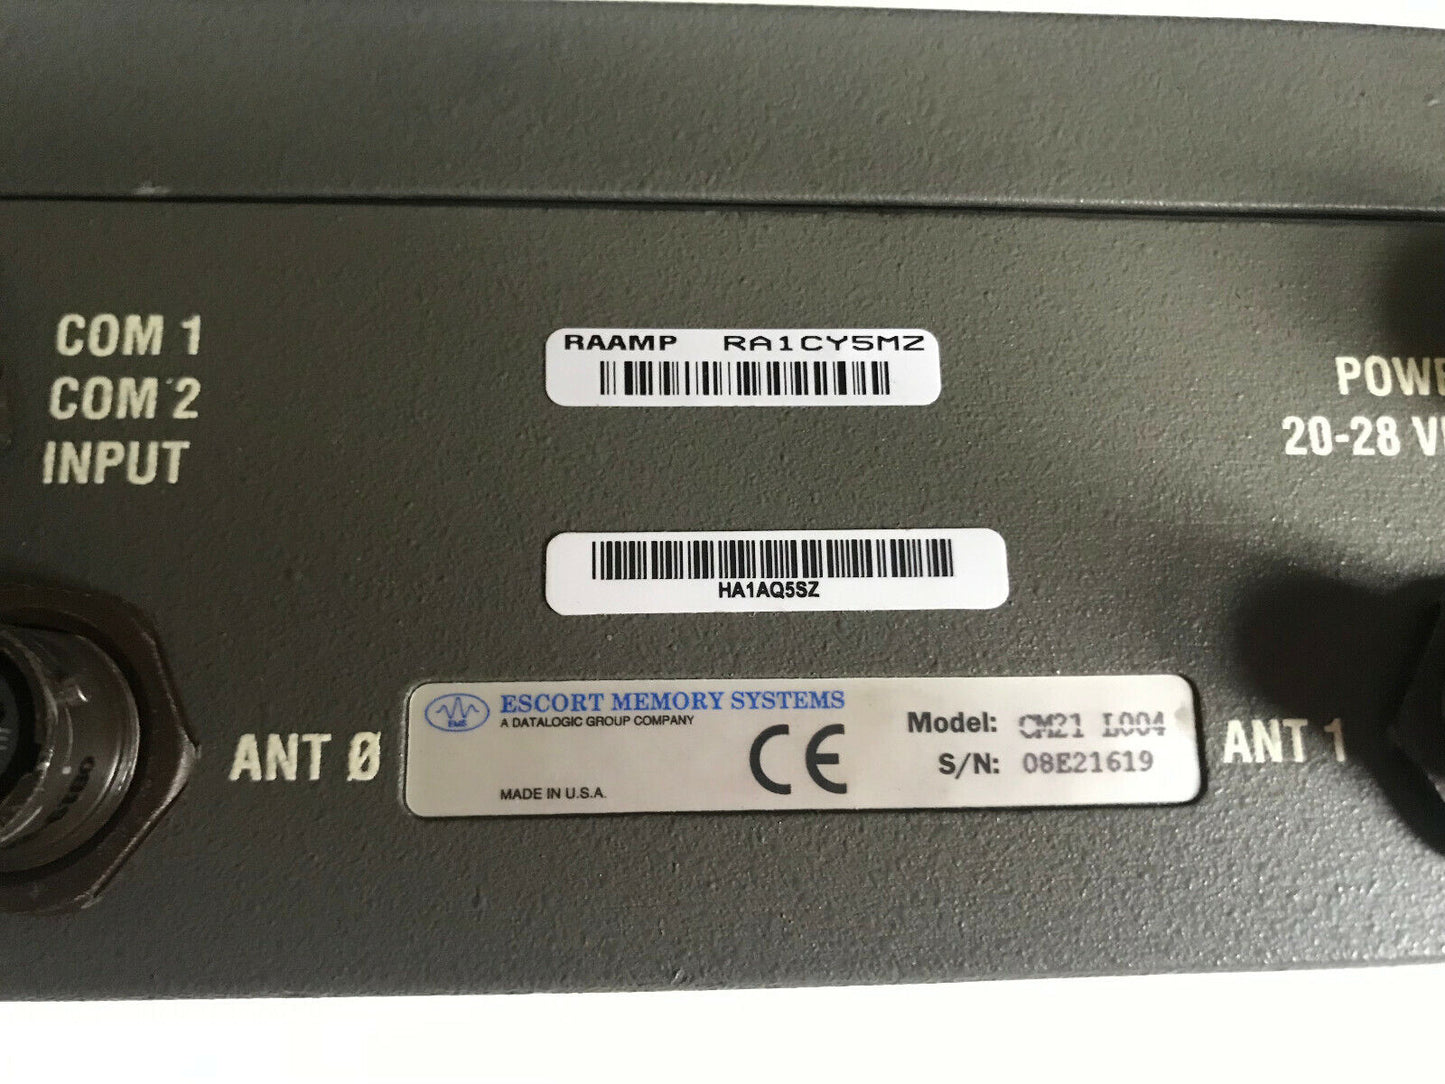 COM 1
COM 2
INPUT
RAAMP RA1CY5MZ
POWE
20-28 V
HA1AQ5SZ
ANT Ø
EMS
ESCORT MEMORY SYSTEMS
A DATALOGIC GROUP COMPANY
CE
MADE IN U.S.A.
Model: CM21 L004
S/N: 08E21619
ANT 1